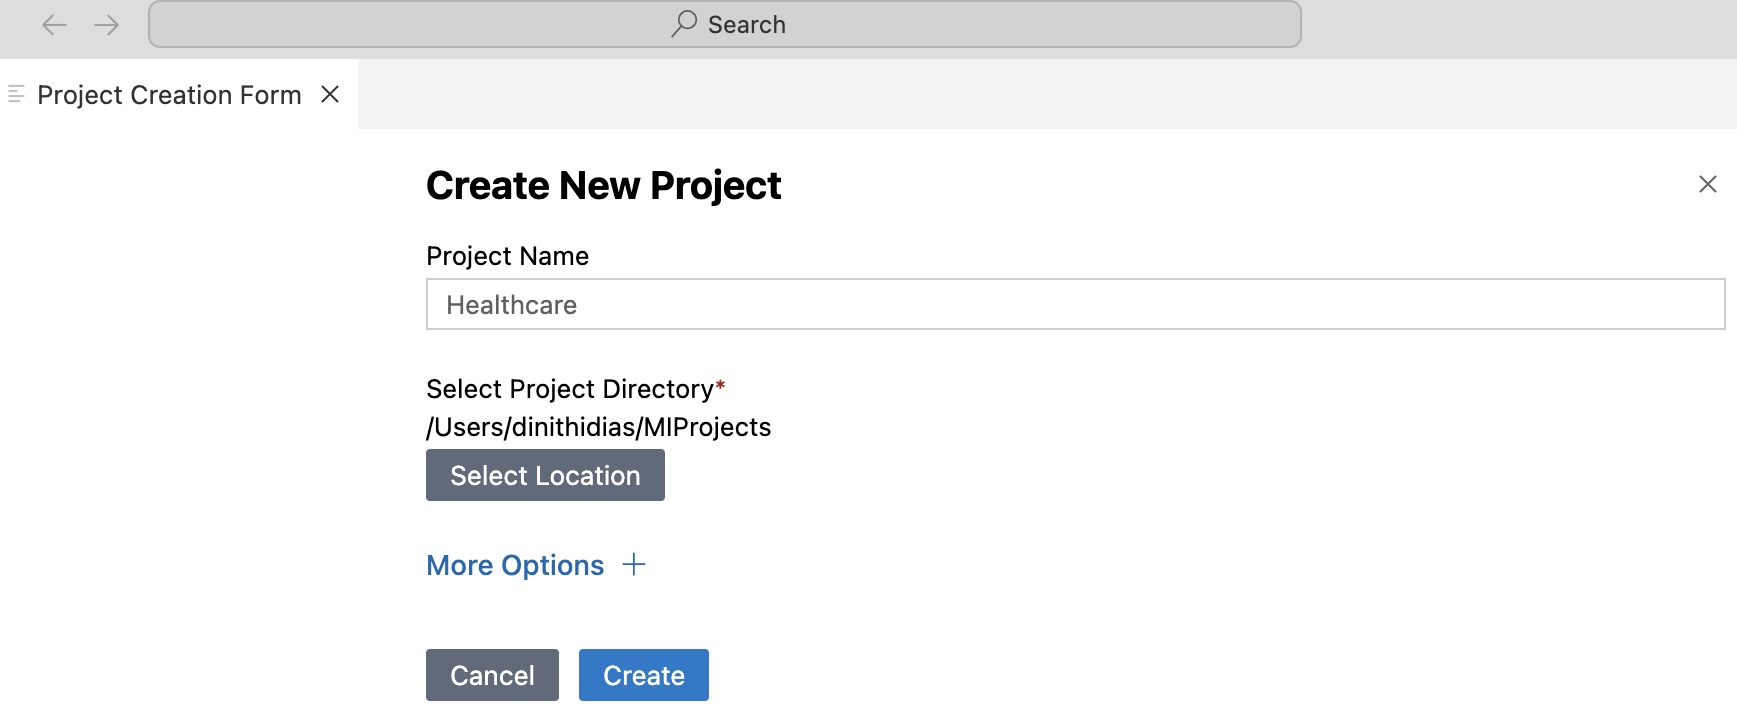 Search
Project Creation Form
Create New Project
Project Name
Healthcare
Select Project Directory*
/Users/dinithidias/MIProjects
Select Location
More Options
Cancel Create